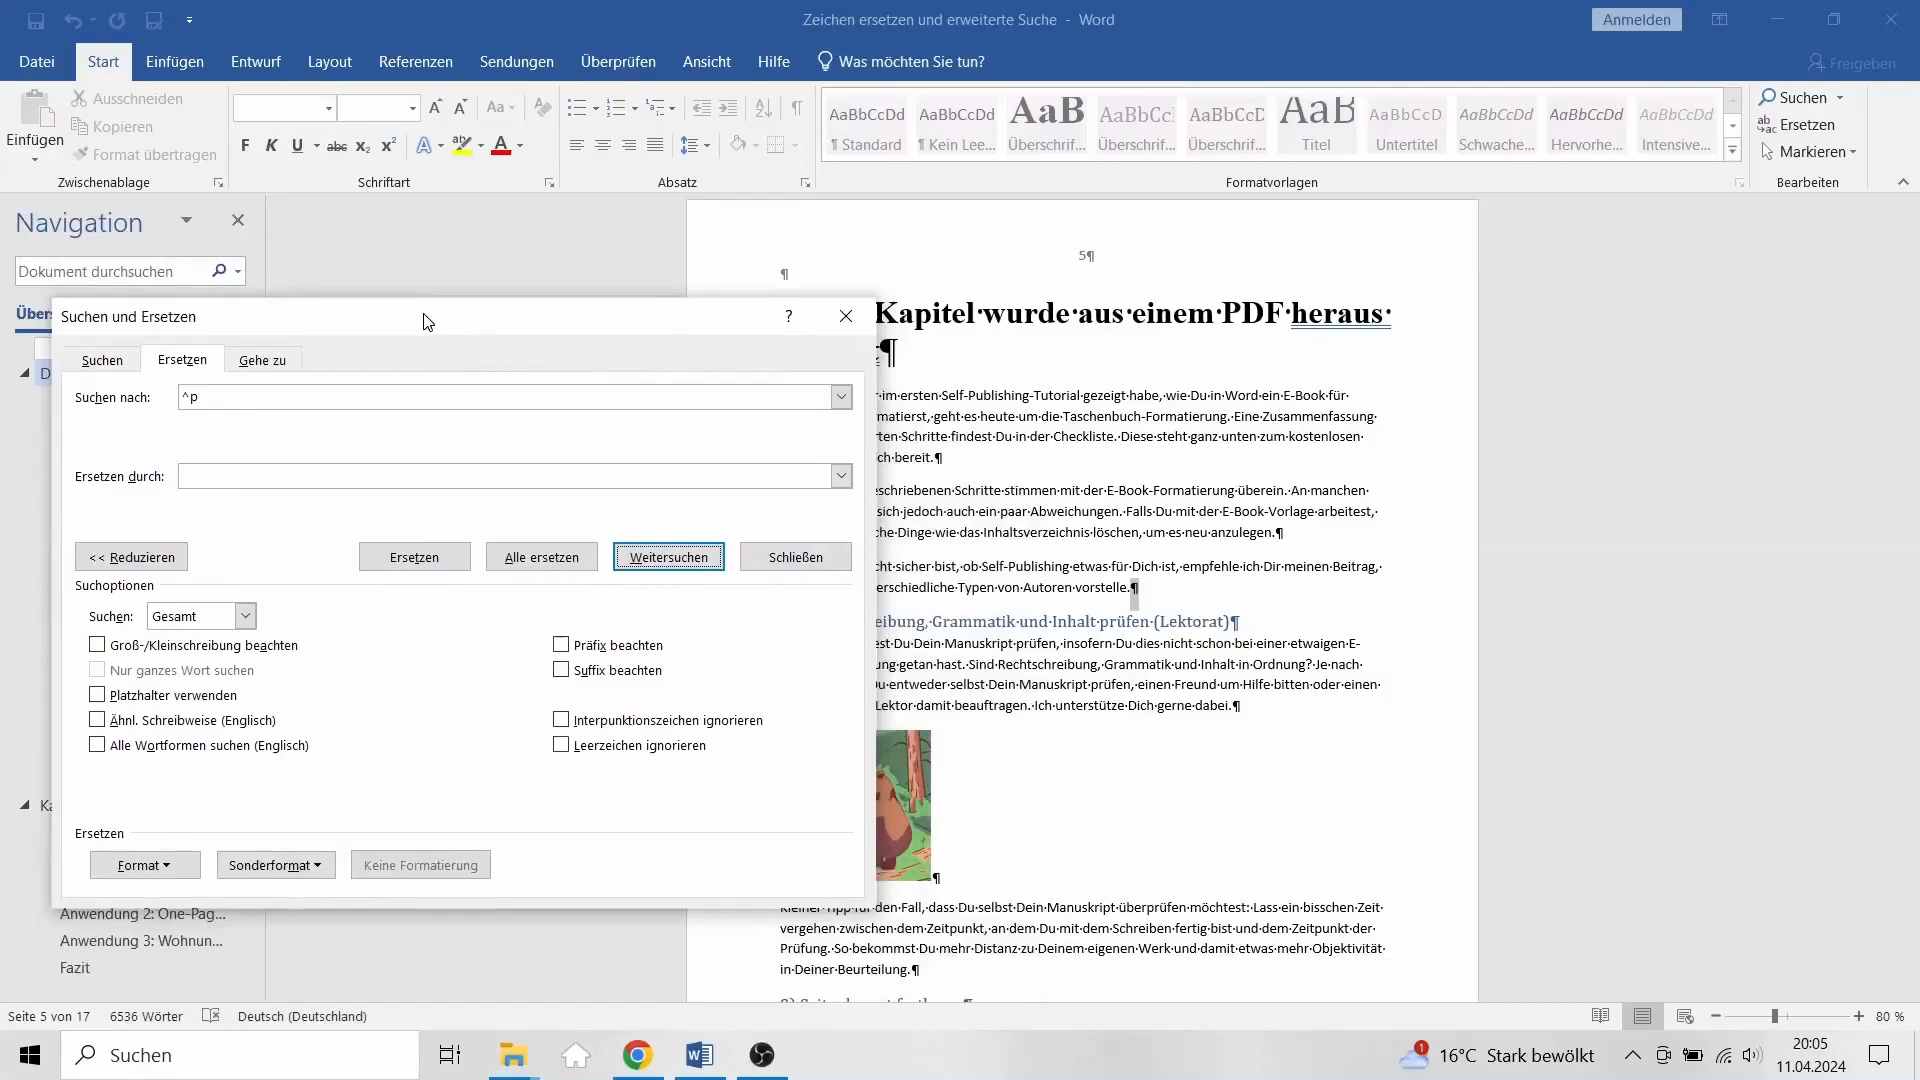 Zeichen ersetzen und erweiterte Suche - Word
Anmelden
Datei
Start
Einfügen
Entwurf
Layout
Referenzen
Sendungen
Überprüfen
Ansicht
Hilfe
Was möchten Sie tun?
Freigeben
Einfügen
Ausschneiden
Kopieren
Format übertragen
Zwischenablage
F K U abc x₂ x²
Schriftart
Absatz
AaBbCcDd
¶ Standard
AaBbCcDd
¶ Kein Lee...
AaB
Überschrif...
AaBbCc
Überschrif...
AaBbCcD
Überschrif...
AaB
Titel
AaBbCcD
Untertitel
AaBbCcDd
Schwache...
AaBbCcDd
Hervorhe...
AaBbCcDd
Intensive...
Formatvorlagen
Suchen
Ersetzen
Markieren
Bearbeiten
Navigation
Dokument durchsuchen
Suchen und Ersetzen
?
Suchen
Ersetzen
Gehe zu
Suchen nach:
^p
Ersetzen durch:
<< Reduzieren
Ersetzen
Alle ersetzen
Weitersuchen
Schließen
Suchoptionen
Suchen:
Gesamt
Groß-/Kleinschreibung beachten
Nur ganzes Wort suchen
Platzhalter verwenden
Ähnl. Schreibweise (Englisch)
Alle Wortformen suchen (Englisch)
Präfix beachten
Suffix beachten
Interpunktionszeichen ignorieren
Leerzeichen ignorieren
Ersetzen
Format
Sonderformat
Keine Formatierung
Anwendung 2: One-Pag...
Anwendung 3: Wohnun...
Fazit
5¶
¶
Kapitel·wurde·aus·einem·PDF·heraus·
¶
im·ersten·Self-Publishing-Tutorial·gezeigt·habe,·wie·Du·in·Word·ein·E-Book·für·
geht·es·heute·um·die·Taschenbuch-Formatierung.·Eine·Zusammenfassung·
Schritte·findest·Du·in·der·Checkliste.·Diese·steht·ganz·unten·zum·kostenlosen·
bereit.¶
Schritte·stimmen·mit·der·E-Book-Formatierung·überein.·An·manchen·
sich·jedoch·auch·ein·paar·Abweichungen.·Falls·Du·mit·der·E-Book-Vorlage·arbeitest,·
Dinge·wie·das·Inhaltsverzeichnis·löschen,·um·es·neu·anzulegen.¶
sicher·bist,·ob·Self-Publishing·etwas·für·Dich·ist,·empfehle·ich·Dir·meinen·Beitrag,·
Typen·von·Autoren·vorstelle.¶
Grammatik·und·Inhalt·prüfen·(Lektorat)¶
Du·Dein·Manuskript·prüfen,·insofern·Du·dies·nicht·schon·bei·einer·etwaigen·E-
getan·hast.·Sind·Rechtschreibung,·Grammatik·und·Inhalt·in·Ordnung?·Je·nach·
entweder·selbst·Dein·Manuskript·prüfen,·einen·Freund·um·Hilfe·bitten·oder·einen·
Lektor·damit·beauftragen.·Ich·unterstütze·Dich·gerne·dabei.¶
¶
Kleiner·Tipp·für·den·Fall,·dass·Du·selbst·Dein·Manuskript·überprüfen·möchtest:·Lass·ein·bisschen·Zeit·
vergehen·zwischen·dem·Zeitpunkt,·an·dem·Du·mit·dem·Schreiben·fertig·bist·und·dem·Zeitpunkt·der·
Prüfung.·So·bekommst·Du·mehr·Distanz·zu·Deinem·eigenen·Werk·und·damit·etwas·mehr·Objektivität·
in·Deiner·Beurteilung.¶
Seite 5 von 17
6536 Wörter
Deutsch (Deutschland)
80 %
Suchen
1
16°C Stark bewölkt
20:05
11.04.2024